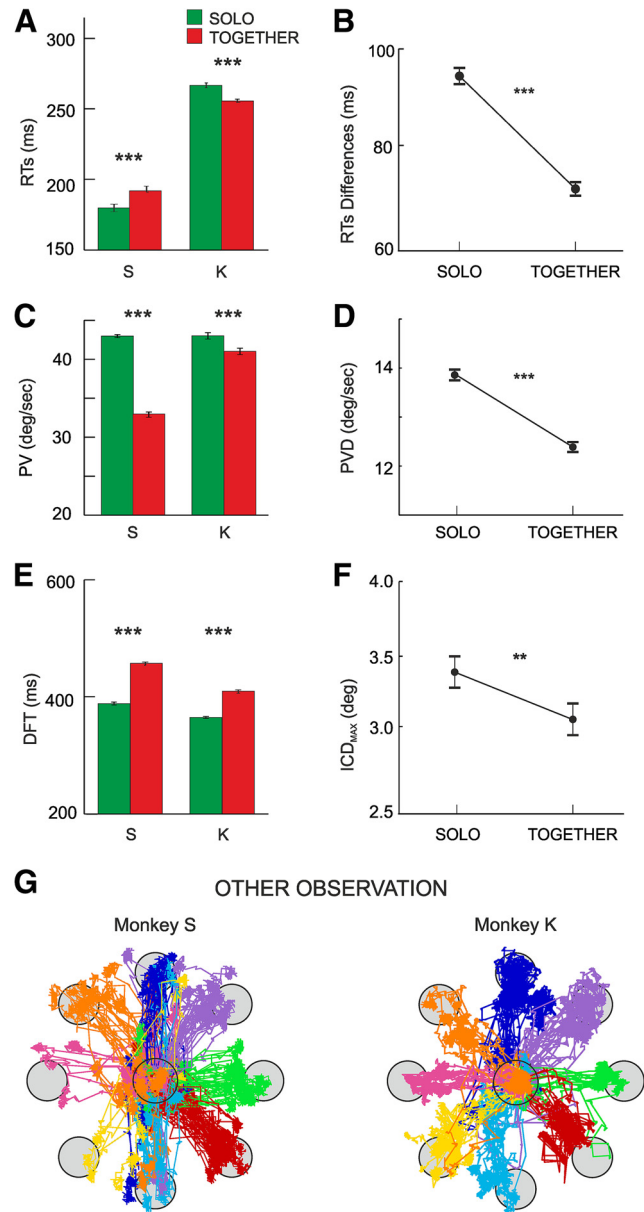 A
SOLO
TOGETHER
300
250
200
150
RTs (ms)
***
***
S
K
B
100
80
60
RTs Differences (ms)
***
SOLO
TOGETHER
C
40
30
20
PV (deg/sec)
***
***
S
K
D
14
12
PVD (deg/sec)
***
SOLO
TOGETHER
E
600
400
200
DFT (ms)
***
***
S
K
F
4.0
3.5
3.0
2.5
ICDMAX (deg)
**
SOLO
TOGETHER
G
OTHER OBSERVATION
Monkey S
Monkey K